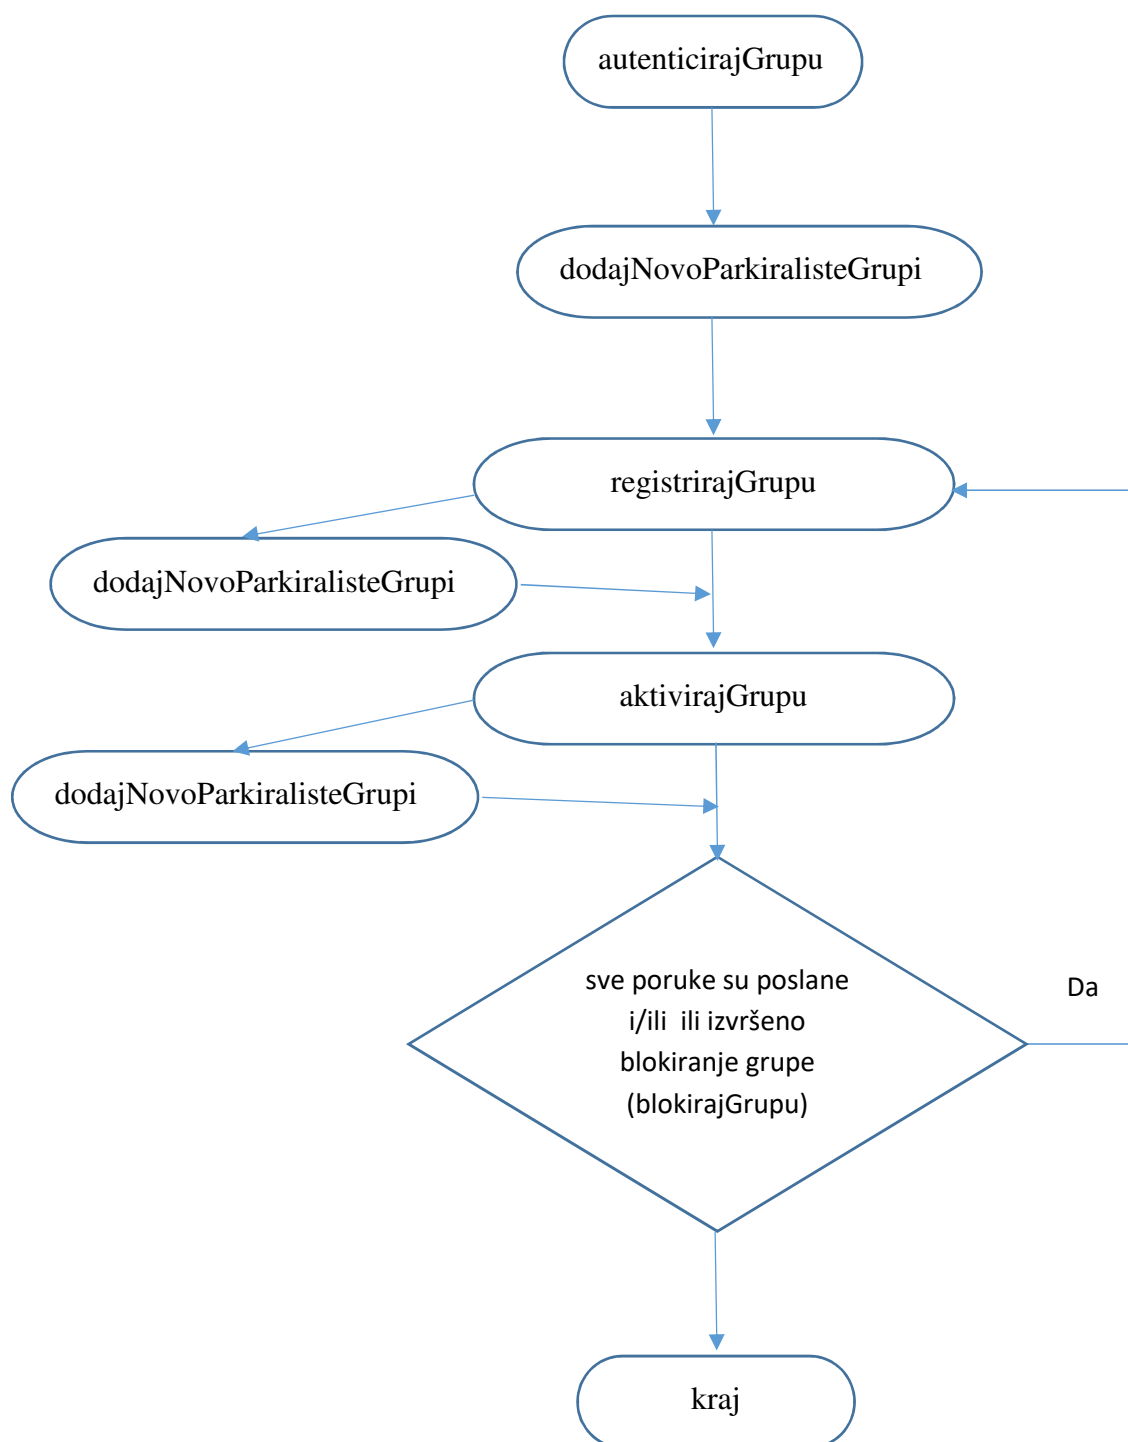 autenticirajGrupu
dodajNovoParkiralisteGrupi
registrirajGrupu
dodajNovoParkiralisteGrupi
aktivirajGrupu
dodajNovoParkiralisteGrupi
sve poruke su poslane
i/ili ili izvršeno
blokiranje grupe
(blokirajGrupu)
Da
kraj